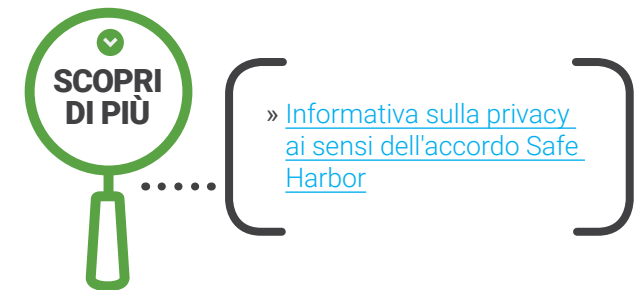 SCOPRI
DI PIÙ
» Informativa sulla privacy
ai sensi dell'accordo Safe
Harbor